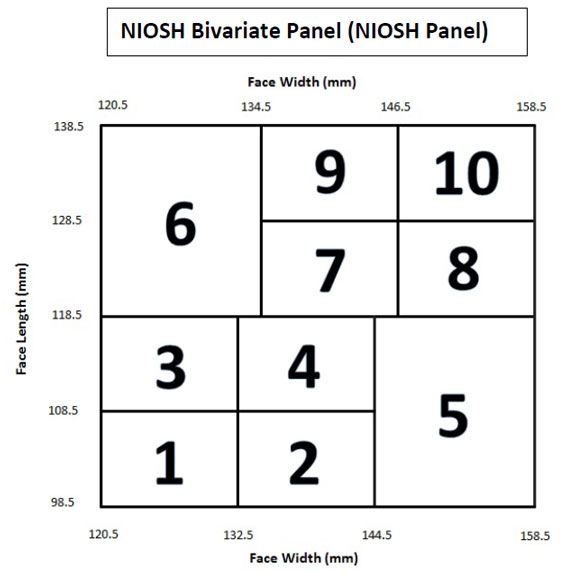 NIOSH Bivariate Panel (NIOSH Panel)
Face Width (mm)
120.5 134.5 146.5 158.5
138.5
9 10
6
128.5
7 8
Face Length (mm)
118.5
3 4
108.5
5
1 2
98.5
120.5 132.5 144.5 158.5
Face Width (mm)